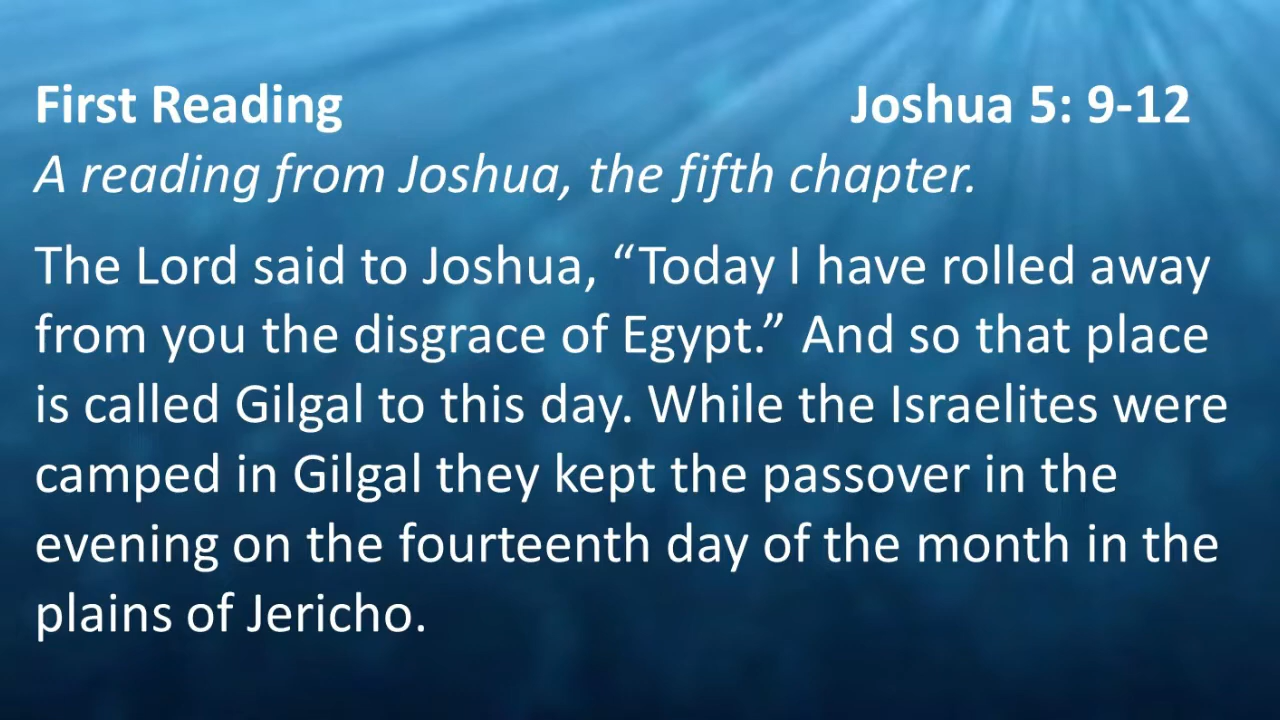 First Reading Joshua 5: 9-12
A reading from Joshua, the fifth chapter.
The Lord said to Joshua, “Today I have rolled away
from you the disgrace of Egypt.” And so that place
is called Gilgal to this day. While the Israelites were
camped in Gilgal they kept the passover in the
evening on the fourteenth day of the month in the
plains of Jericho.